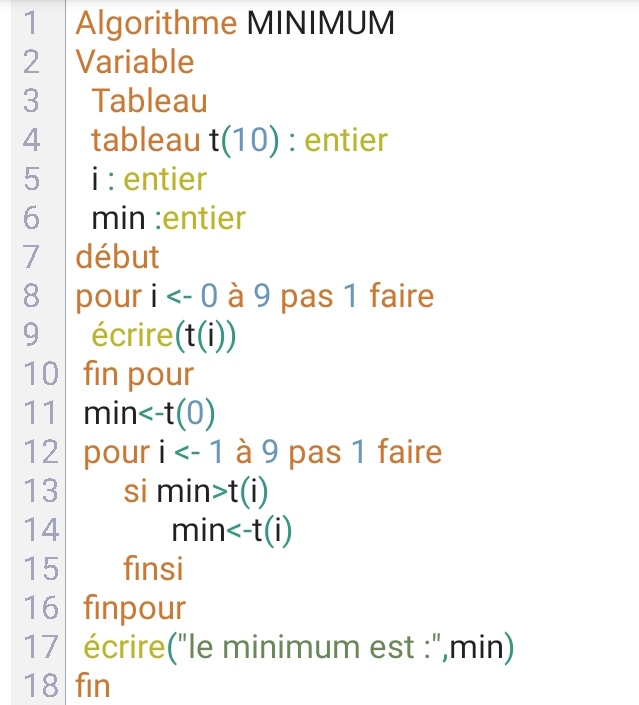 1 Algorithme MINIMUM
2 Variable
3 Tableau
4 tableau t(10) : entier
5 i : entier
6 min :entier
7 début
8 pour i <- 0 à 9 pas 1 faire
9 écrire(t(i))
10 fin pour
11 min<-t(0)
12 pour i <- 1 à 9 pas 1 faire
13 si min>t(i)
14 min<-t(i)
15 finsi
16 finpour
17 écrire("le minimum est :",min)
18 fin